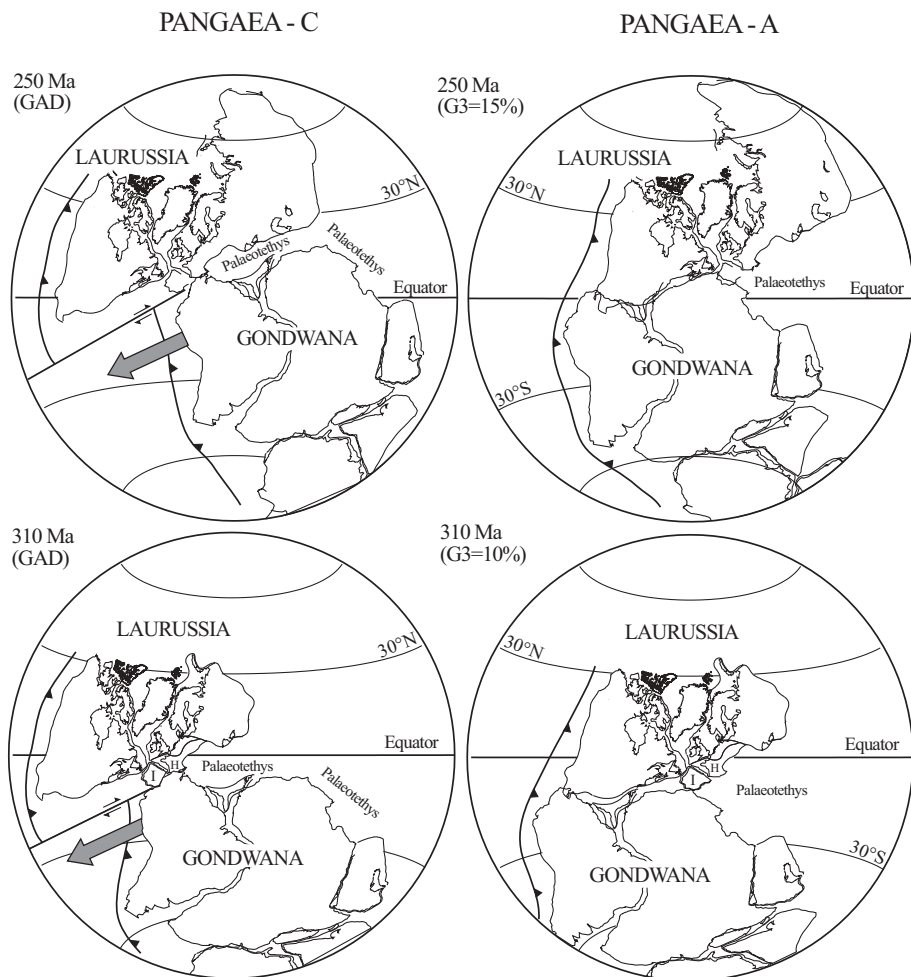 PANGAEA - C
PANGAEA - A
250 Ma
(GAD)
LAURUSSIA
30°N
Palaeotethys
Palaeotethys
Equator
GONDWANA
250 Ma
(G3=15%)
LAURUSSIA
30°N
Palaeotethys
Equator
GONDWANA
30°S
310 Ma
(GAD)
LAURUSSIA
30°N
Equator
I
H
Palaeotethys
Palaeotethys
GONDWANA
310 Ma
(G3=10%)
LAURUSSIA
30°N
Equator
I
H
Palaeotethys
GONDWANA
30°S